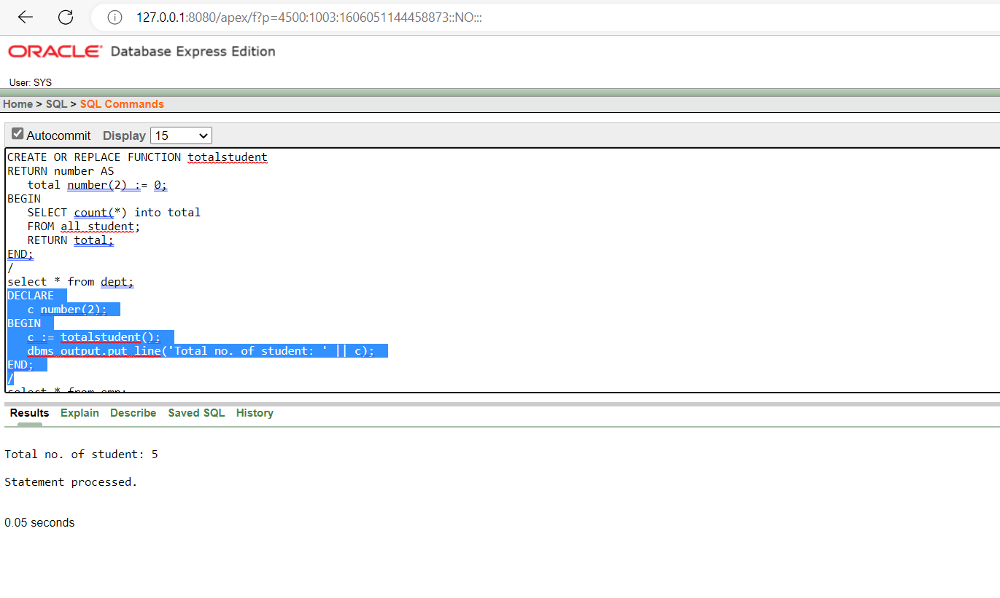 127.0.0.1:8080/apex/f?p=4500:1003:1606051144458873::NO:::
ORACLE Database Express Edition
User: SYS
Home > SQL > SQL Commands
Autocommit Display 15
CREATE OR REPLACE FUNCTION totalstudent
RETURN number AS
total number(2) := 0;
BEGIN
SELECT count(*) into total
FROM all_student;
RETURN total;
END;
/
select * from dept;
DECLARE
c number(2);
BEGIN
c := totalstudent();
dbms_output.put_line('Total no. of student: ' || c);
END;
/
select * from emp;
Results Explain Describe Saved SQL History
Total no. of student: 5
Statement processed.
0.05 seconds